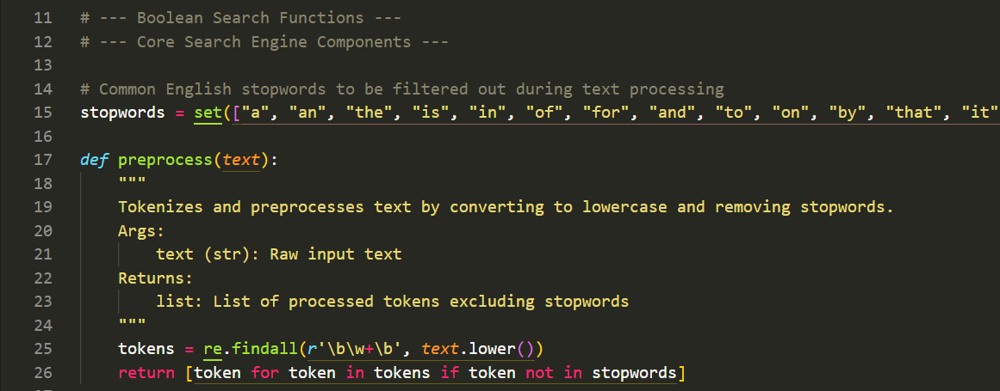 11 # --- Boolean Search Functions ---
12 # --- Core Search Engine Components ---
13
14 # Common English stopwords to be filtered out during text processing
15 stopwords = set(["a", "an", "the", "is", "in", "of", "for", "and", "to", "on", "by", "that", "it"
16
17 def preprocess(text):
18 """
19 Tokenizes and preprocesses text by converting to lowercase and removing stopwords.
20 Args:
21 text (str): Raw input text
22 Returns:
23 list: List of processed tokens excluding stopwords
24 """
25 tokens = re.findall(r'\b\w+\b', text.lower())
26 return [token for token in tokens if token not in stopwords]